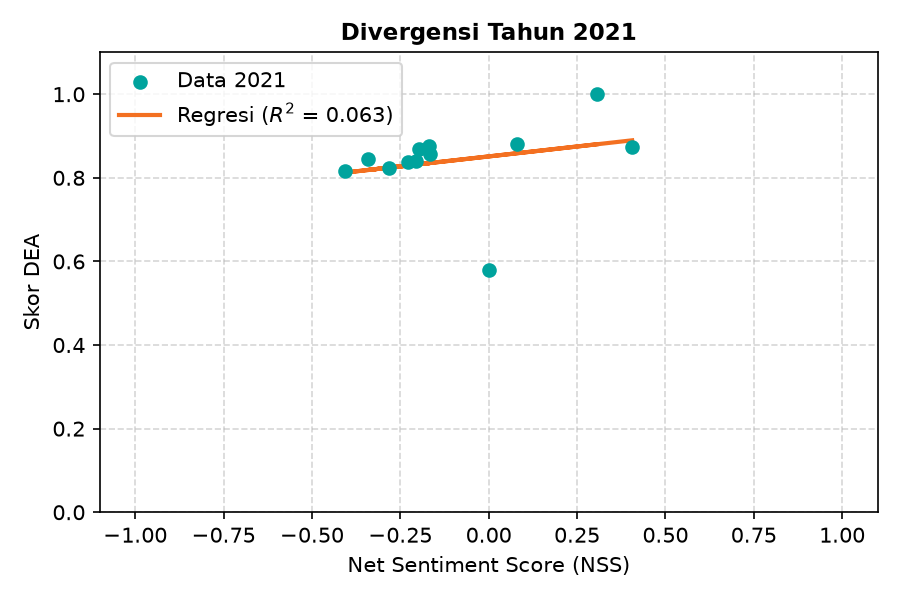 Divergensi Tahun 2021
Data 2021
Regresi (R² = 0.063)
Skor DEA
1.0
0.8
0.6
0.4
0.2
0.0
−1.00 −0.75 −0.50 −0.25 0.00 0.25 0.50 0.75 1.00
Net Sentiment Score (NSS)